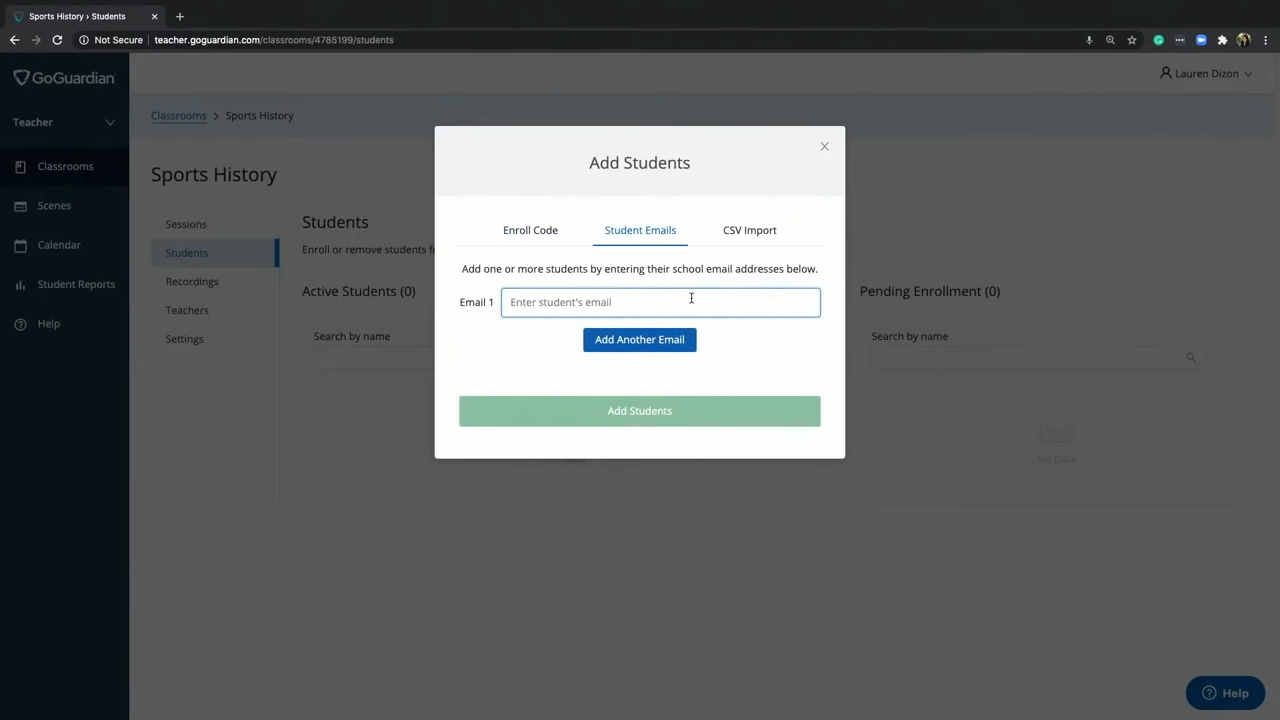 Sports History › Students
Not Secure
teacher.goguardian.com/classrooms/4785199/students
GoGuardian
Lauren Dizon
Teacher
Classrooms
Scenes
Calendar
Student Reports
Help
Classrooms > Sports History
Sports History
Sessions
Students
Recordings
Teachers
Settings
Students
Enroll or remove students
Active Students (0)
Search by name
Pending Enrollment (0)
Search by name
No Data
Add Students
Enroll Code
Student Emails
CSV Import
Add one or more students by entering their school email addresses below.
Email 1
Enter student's email
Add Another Email
Add Students
Help